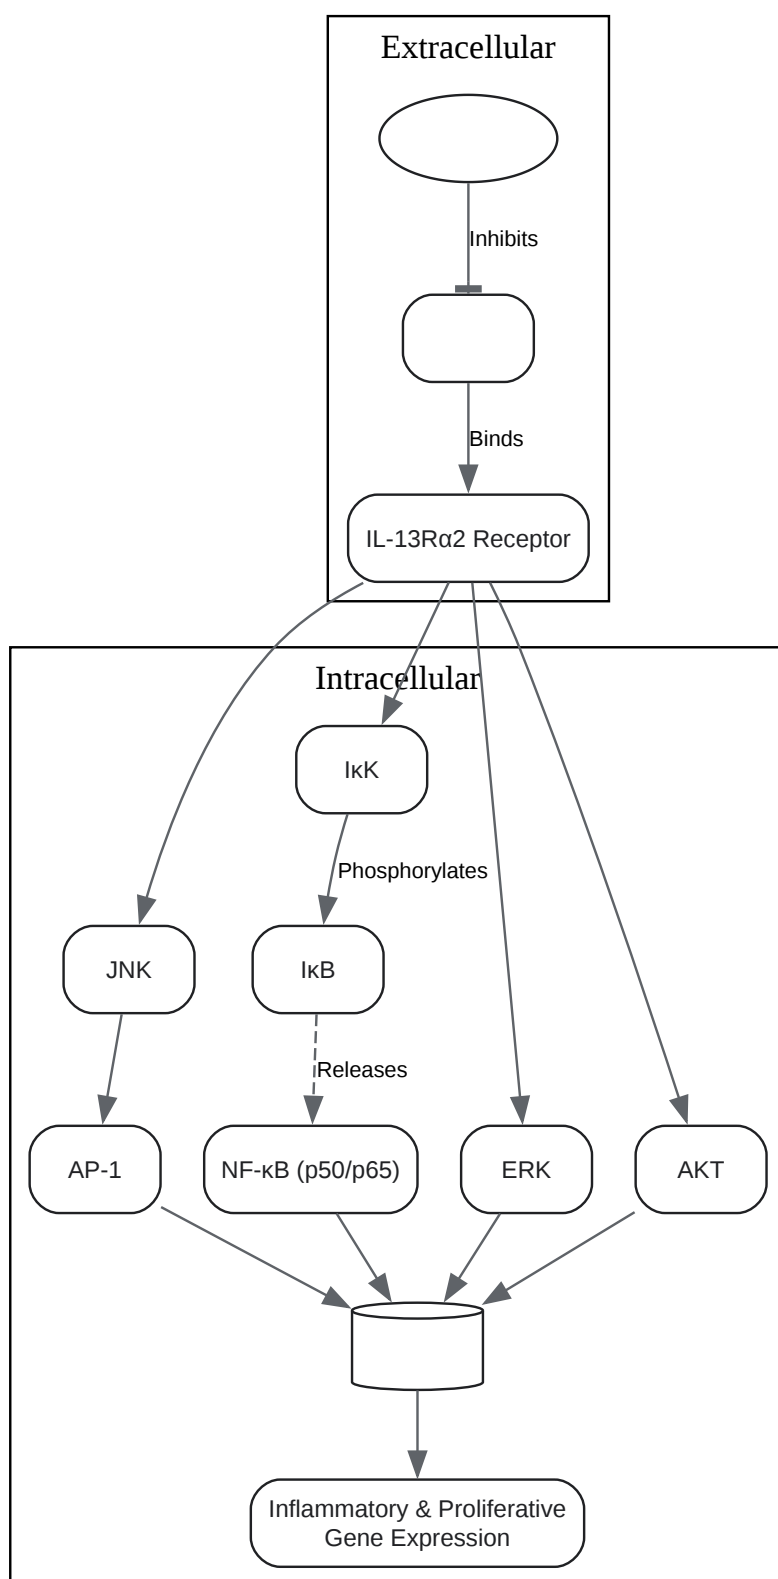 Extracellular
Inhibits
Binds
IL-13Rα2 Receptor
Intracellular
IκK
Phosphorylates
JNK
IκB
Releases
AP-1
NF-κB (p50/p65)
ERK
AKT
Inflammatory & Proliferative
Gene Expression